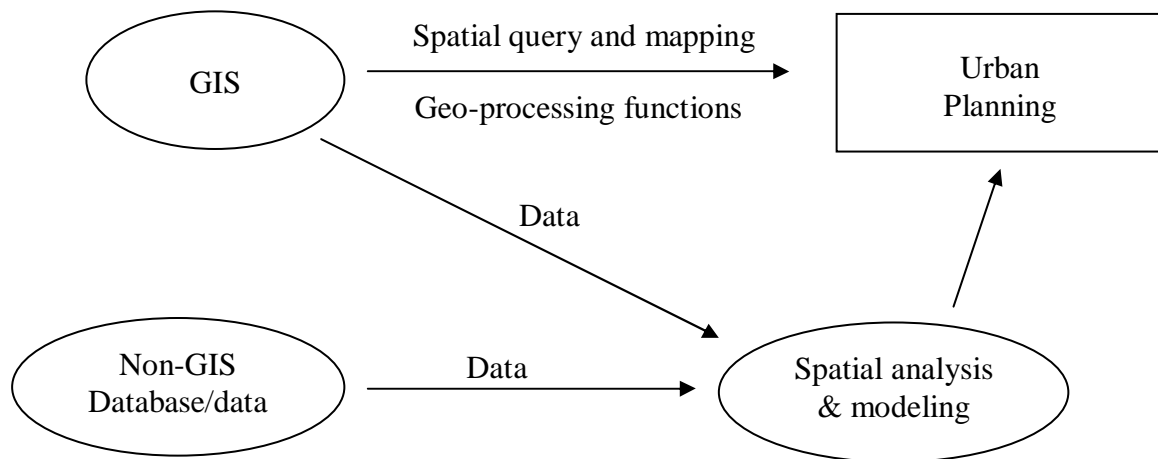 GIS
Spatial query and mapping
Geo-processing functions
Urban
Planning
Data
Non-GIS
Database/data
Data
Spatial analysis
& modeling